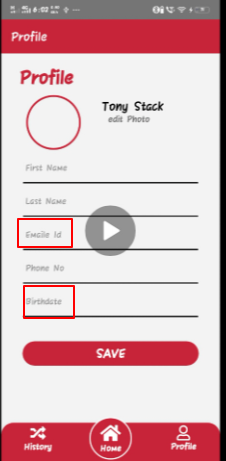 Profile
Profile
Tony Stack
edit Photo
First Name
Last Name
Emaile Id
Phone No
Birthdate
SAVE
History
Home
Profile